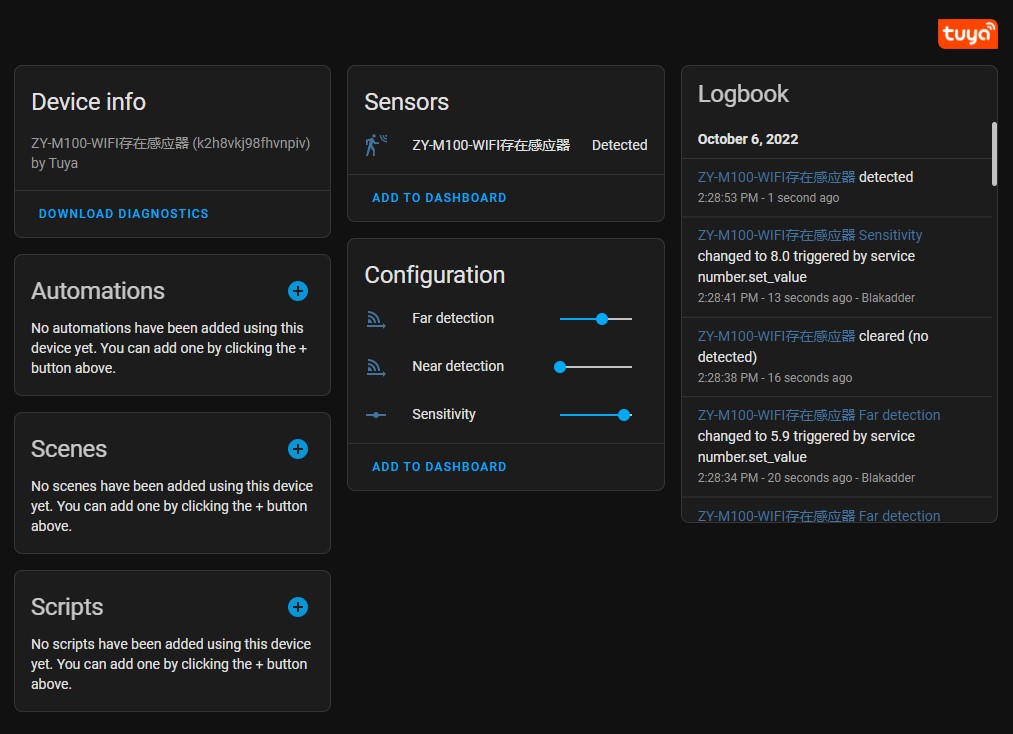 tuya
Device info
ZY-M100-WIFI存在感应器 (k2h8vkj98fhvnpiv)
by Tuya
DOWNLOAD DIAGNOSTICS
Automations
No automations have been added using this
device yet. You can add one by clicking the +
button above.
Scenes
No scenes have been added using this device
yet. You can add one by clicking the + button
above.
Scripts
No scripts have been added using this device
yet. You can add one by clicking the + button
above.
Sensors
ZY-M100-WIFI存在感应器 Detected
ADD TO DASHBOARD
Configuration
Far detection
Near detection
Sensitivity
ADD TO DASHBOARD
Logbook
October 6, 2022
ZY-M100-WIFI存在感应器 detected
2:28:53 PM - 1 second ago
ZY-M100-WIFI存在感应器 Sensitivity
changed to 8.0 triggered by service
number.set_value
2:28:41 PM - 13 seconds ago - Blakadder
ZY-M100-WIFI存在感应器 cleared (no
detected)
2:28:38 PM - 16 seconds ago
ZY-M100-WIFI存在感应器 Far detection
changed to 5.9 triggered by service
number.set_value
2:28:34 PM - 20 seconds ago - Blakadder
ZY-M100-WIFI存在感应器 Far detection